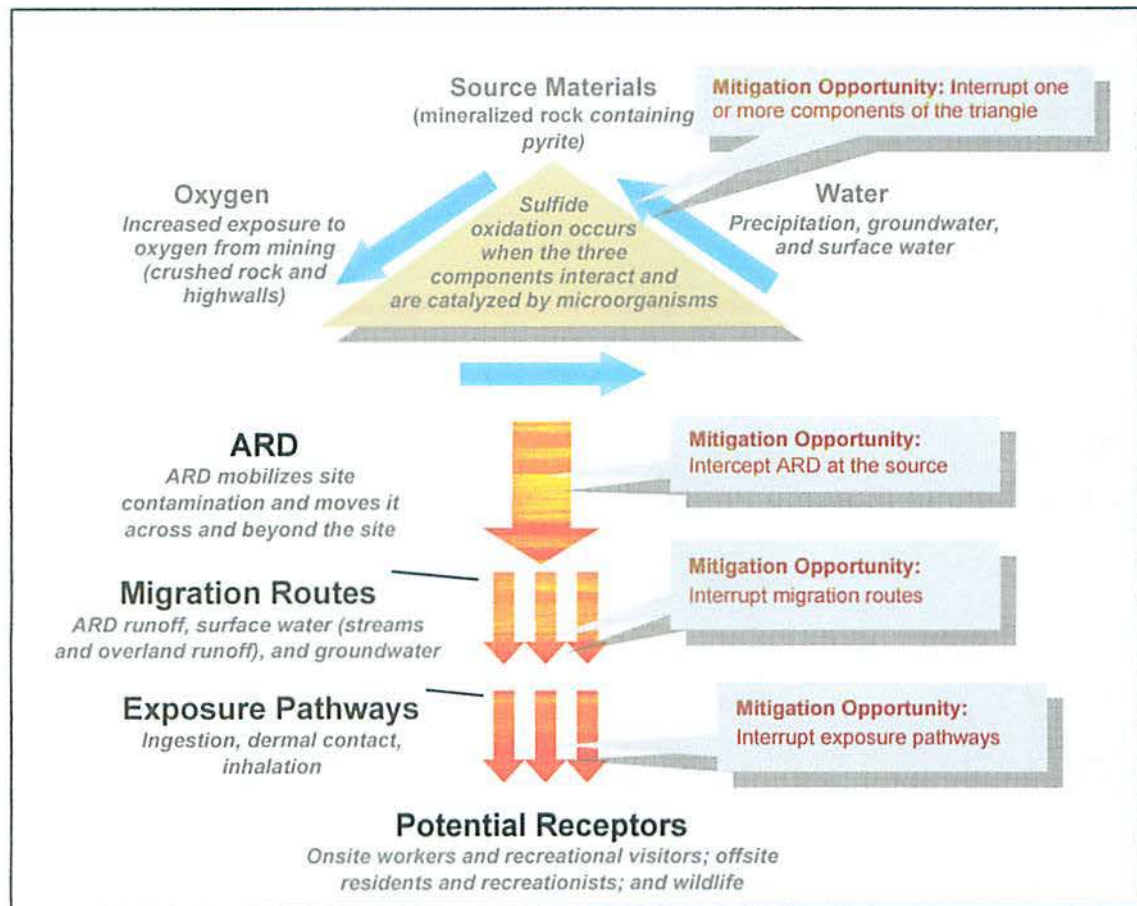 Source Materials
(mineralized rock containing
pyrite)
Mitigation Opportunity: Interrupt one
or more components of the triangle
Oxygen
Increased exposure to
oxygen from mining
(crushed rock and
highwalls)
Sulfide
oxidation occurs
when the three
components interact and
are catalyzed by microorganisms
Water
Precipitation, groundwater,
and surface water
ARD
ARD mobilizes site
contamination and moves it
across and beyond the site
Mitigation Opportunity:
Intercept ARD at the source
Migration Routes
ARD runoff, surface water (streams
and overland runoff), and groundwater
Mitigation Opportunity:
Interrupt migration routes
Exposure Pathways
Ingestion, dermal contact,
inhalation
Mitigation Opportunity:
Interrupt exposure pathways
Potential Receptors
Onsite workers and recreational visitors; offsite
residents and recreationists; and wildlife